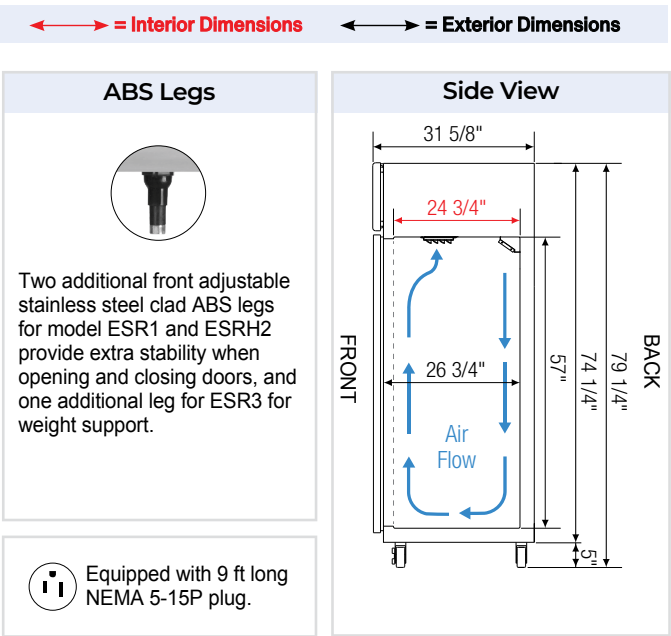 = Interior Dimensions
= Exterior Dimensions
ABS Legs
Two additional front adjustable
stainless steel clad ABS legs
for model ESR1 and ESRH2
provide extra stability when
opening and closing doors, and
one additional leg for ESR3 for
weight support.
Equipped with 9 ft long
NEMA 5-15P plug.
Side View
31 5/8"
24 3/4"
FRONT
26 3/4"
Air
Flow
57"
74 1/4"
79 1/4"
BACK
5"